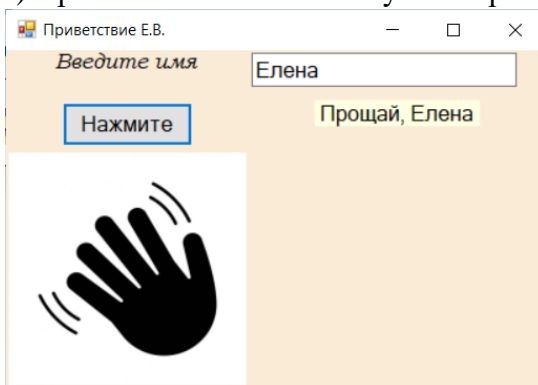 Приветствие Е.В.
Введите имя
Елена
Нажмите
Прощай, Елена